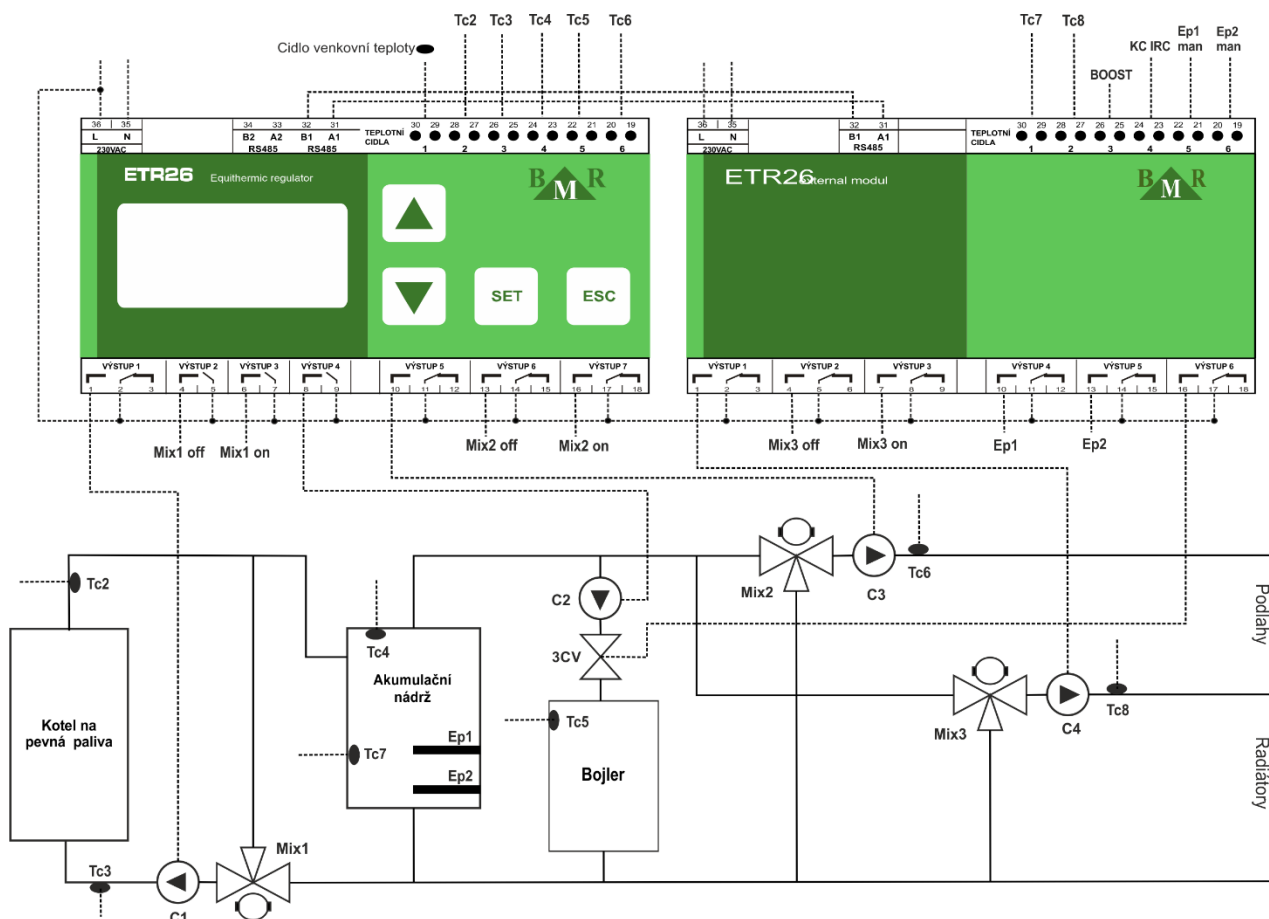 Tc2 Tc3 Tc4 Tc5 Tc6
Tc7 Tc8
Ep1 Ep2
KC IRC man man
Cidlo venkovní teploty
BOOST
36 35 34 33 32 31 30 29 28 27 26 25 24 23 22 21 20 19
L N B2 A2 B1 A1 TEPLOTNÍ CIDLA
230VAC RS485 RS485 1 2 3 4 5 6
36 35 32 31 30 29 28 27 26 25 24 23 22 21 20 19
L N B1 A1 TEPLOTNÍ CIDLA
230VAC RS485 1 2 3 4 5 6
ETR26 Equithermic regulator
B M R
SET ESC
ETR26 external modul
B M R
VÝSTUP 1 VÝSTUP 2 VÝSTUP 3 VÝSTUP 4 VÝSTUP 5 VÝSTUP 6 VÝSTUP 7
1 2 3 4 5 6 7 8 9 10 11 12 13 14 15 16 17 18
VÝSTUP 1 VÝSTUP 2 VÝSTUP 3 VÝSTUP 4 VÝSTUP 5 VÝSTUP 6
1 2 3 4 5 6 7 8 9 10 11 12 13 14 15 16 17 18
Mix1 off Mix1 on Mix2 off Mix2 on
Mix3 off Mix3 on Ep1 Ep2
Tc2
Mix2
C3
Tc6
C2
3CV
Tc4
Akumulační
nádrž
Tc7
Ep1
Ep2
Tc5
Bojler
Kotel na
pevná paliva
Mix3
C4
Tc8
Podlahy
Radiátory
Tc3
C1
Mix1